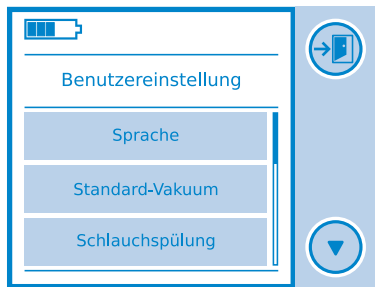 Benutzereinstellung
Sprache
Standard-Vakuum
Schlauchspülung